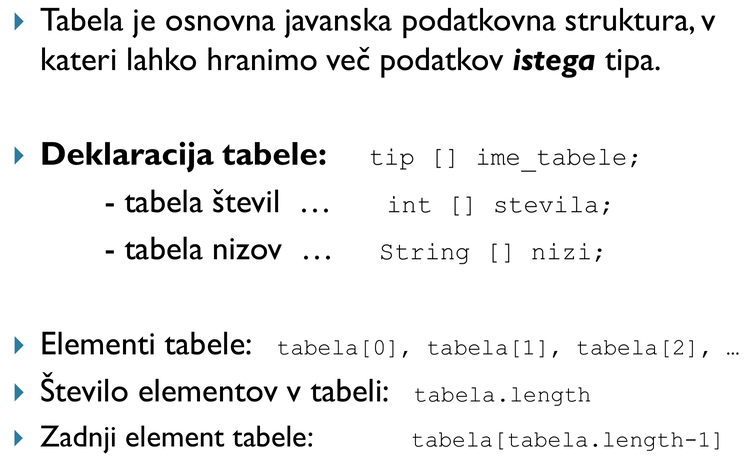 Tabela je osnovna javanska podatkovna struktura, v
kateri lahko hranimo več podatkov istega tipa.
Deklaracija tabele: tip [] ime_tabele;
- tabela števil … int [] stevila;
- tabela nizov … String [] nizi;
Elementi tabele: tabela[0], tabela[1], tabela[2], …
Število elementov v tabeli: tabela.length
Zadnji element tabele: tabela[tabela.length-1]